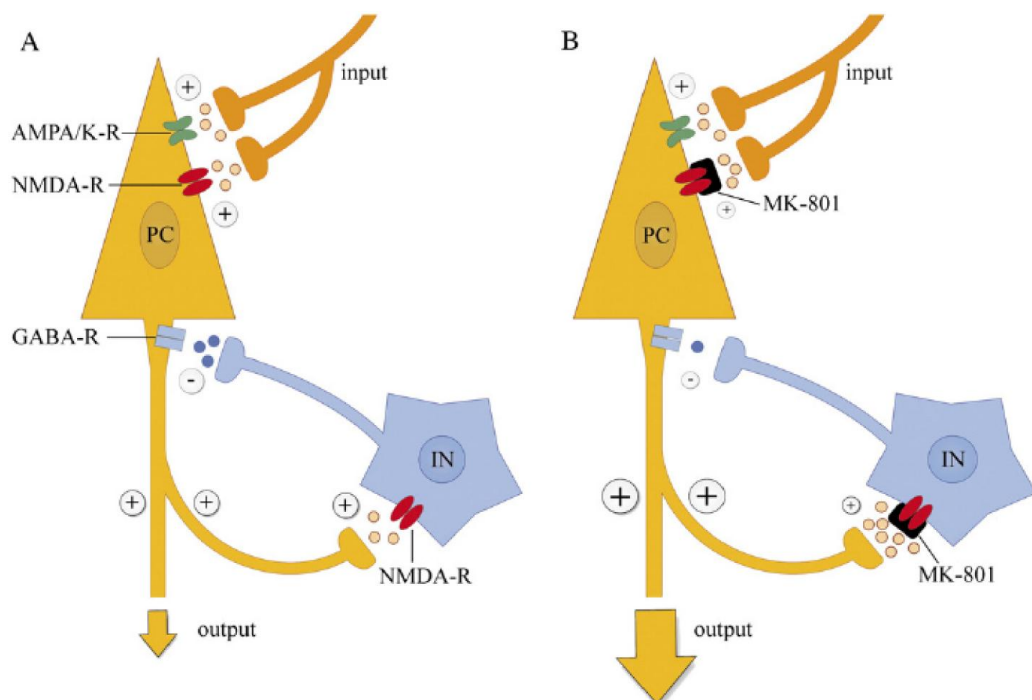 A
input
+
AMPA/K-R
NMDA-R
+
PC
GABA-R
-
IN
+
+
+
NMDA-R
output
B
input
+
MK-801
+
PC
-
IN
+
+
+
MK-801
output